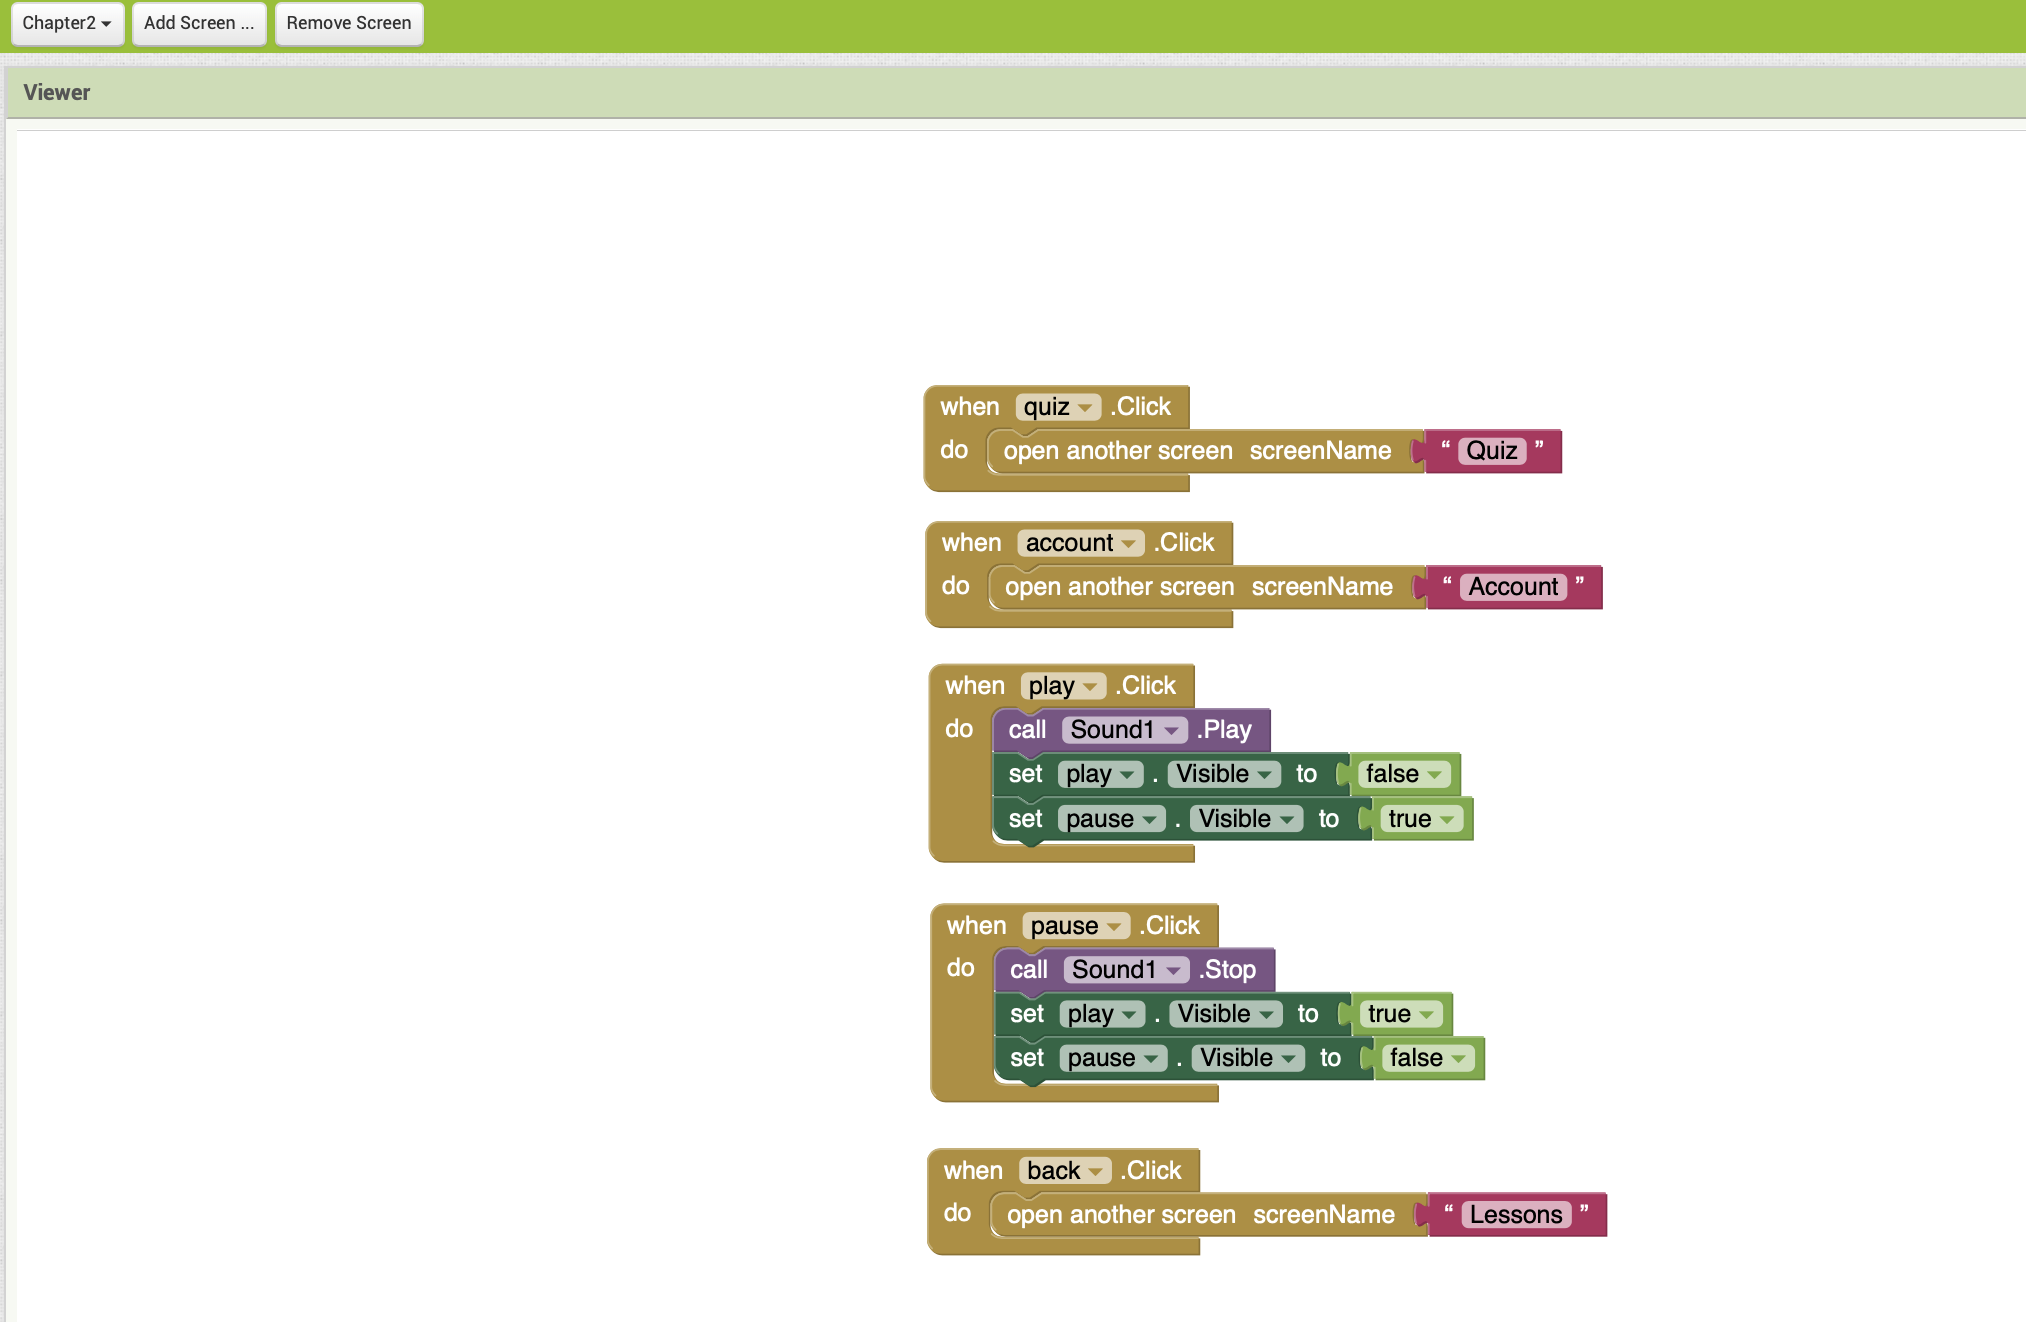 Chapter2 Add Screen ... Remove Screen
Viewer
when quiz .Click
do open another screen screenName “ Quiz ”
when account .Click
do open another screen screenName “ Account ”
when play .Click
do call Sound1 .Play
set play . Visible to false
set pause . Visible to true
when pause .Click
do call Sound1 .Stop
set play . Visible to true
set pause . Visible to false
when back .Click
do open another screen screenName “ Lessons ”